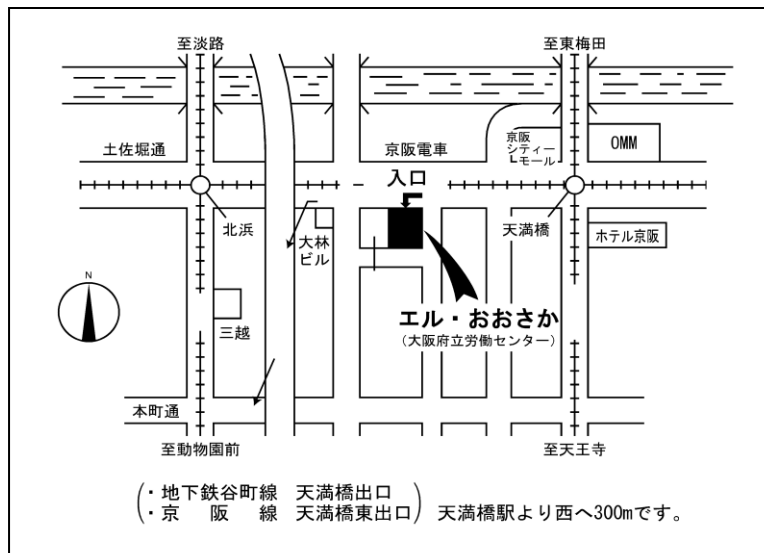 至淡路
至東梅田
土佐堀通
京阪電車
京阪
シティー
モール
OMM
入口
北浜
大林
ビル
天満橋
ホテル京阪
N
三越
エル・おおさか
(大阪府立労働センター)
本町通
至動物園前
至天王寺
・地下鉄谷町線 天満橋出口
・京阪線 天満橋東出口
天満橋駅より西へ300mです。